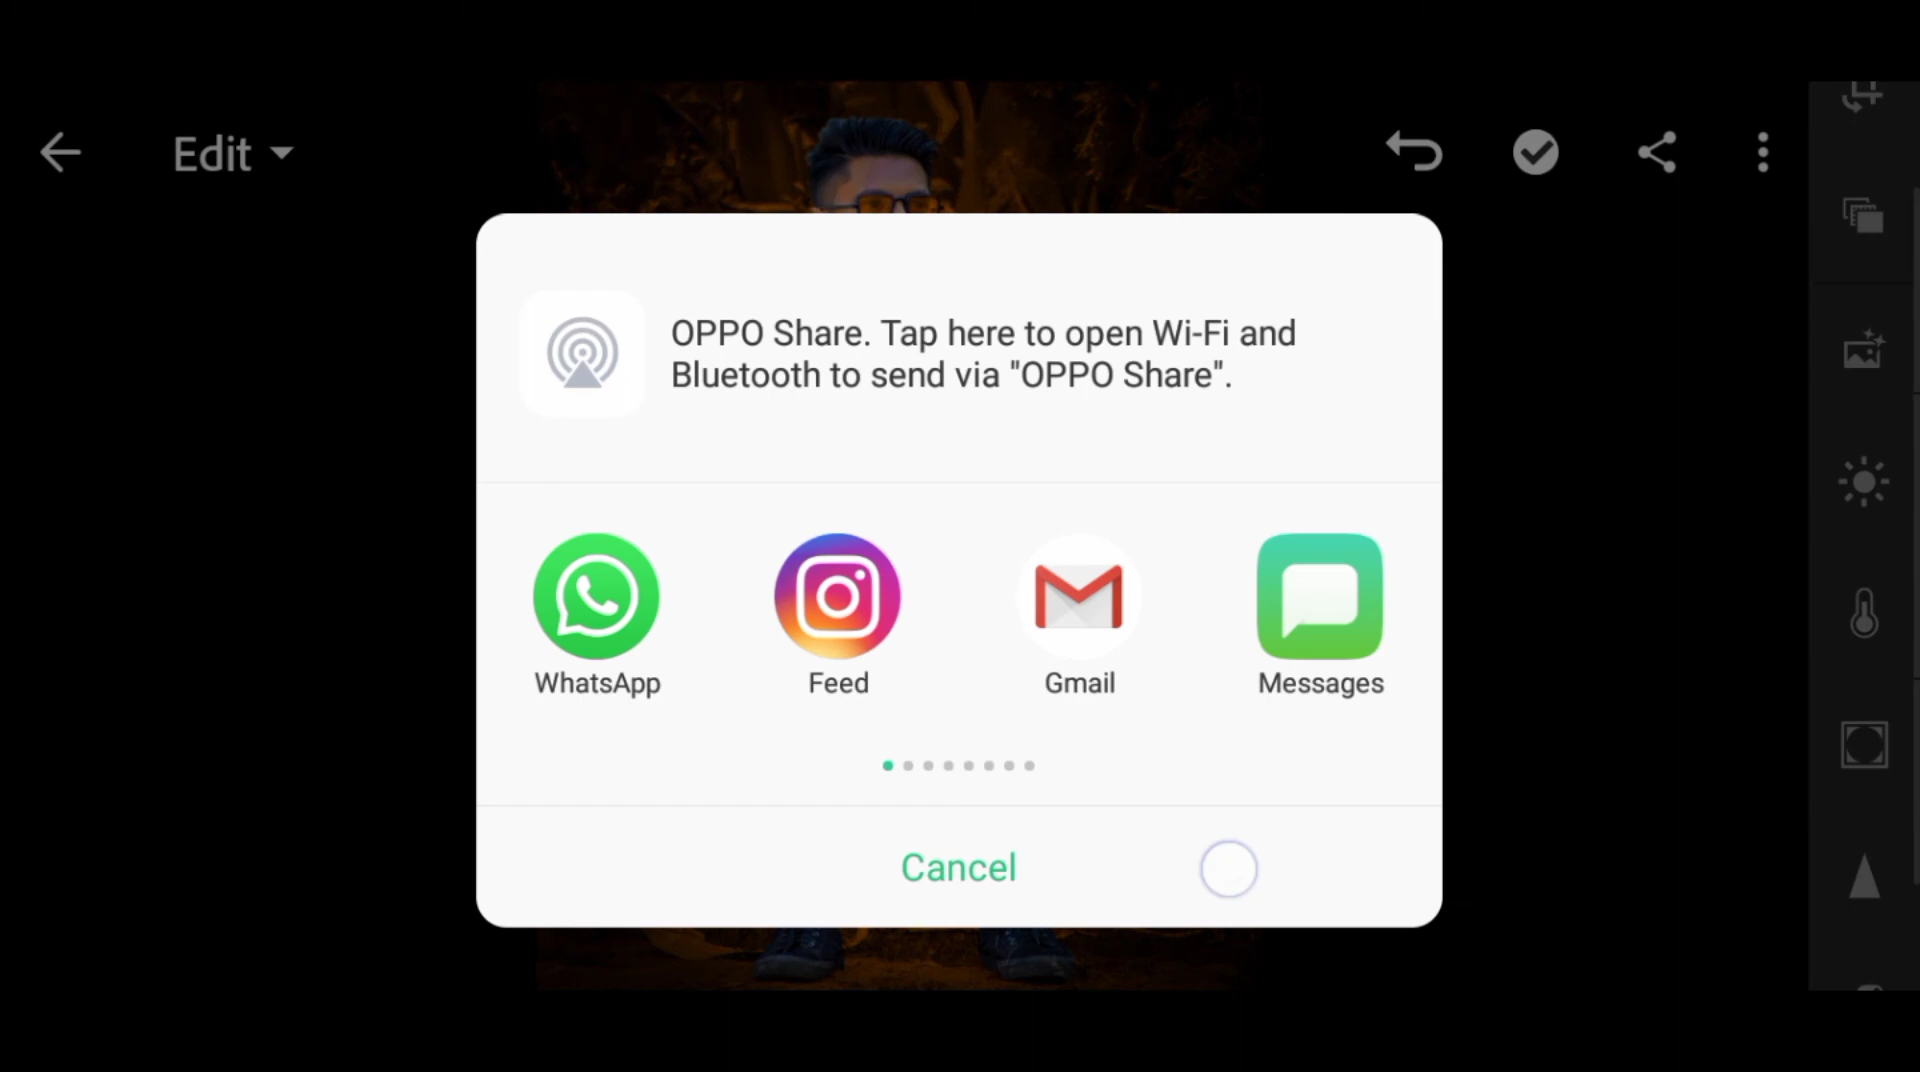 Edit
OPPO Share. Tap here to open Wi-Fi and
Bluetooth to send via "OPPO Share".
WhatsApp
Feed
Gmail
Messages
Cancel